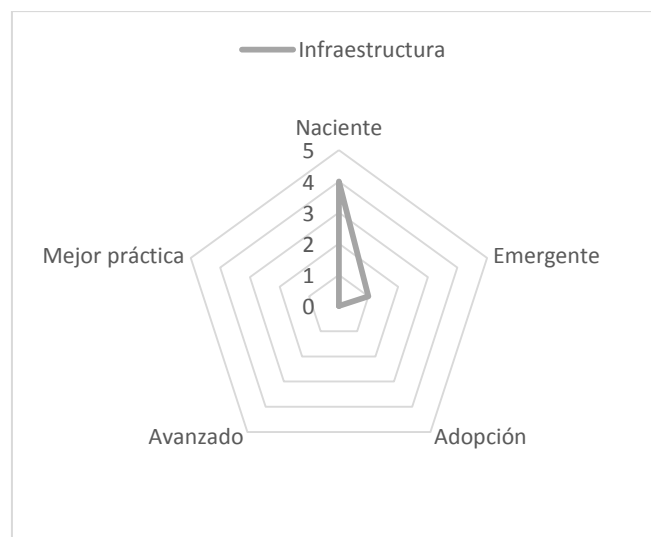 Infraestructura
Naciente
5
4
3
2
1
0
Mejor práctica
Emergente
Avanzado
Adopción